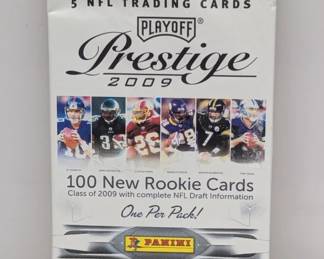 5 NFL TRADING CARDS
PLAYOFF
Prestige
2009
100 New Rookie Cards
Class of 2009 with complete NFL Draft Information
One Per Pack!
PANINI